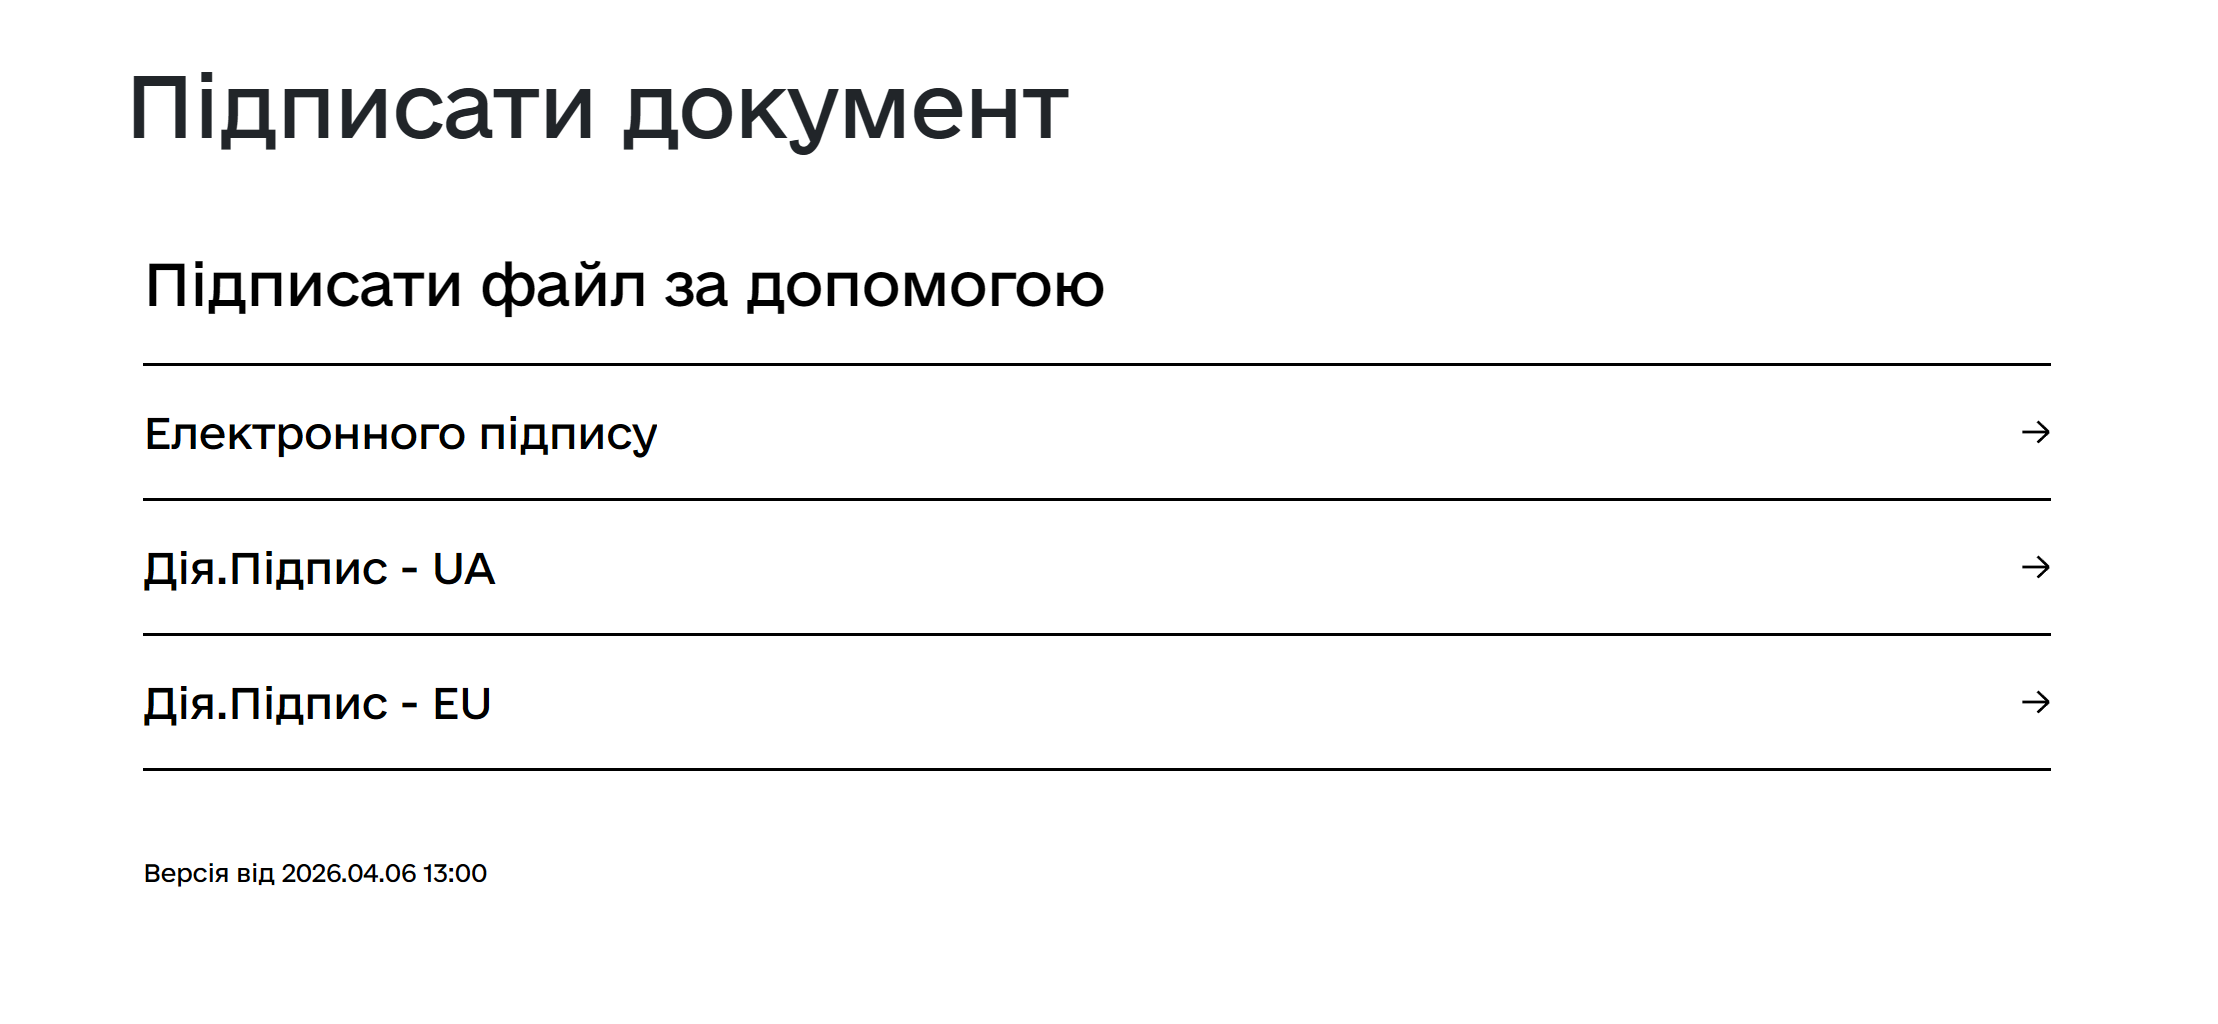 Підписати документ
Підписати файл за допомогою
Електронного підпису
Дія.Підпис - UA
Дія.Підпис - EU
Версія від 2026.04.06 13:00